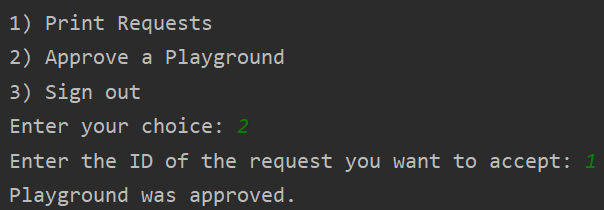 1) Print Requests
2) Approve a Playground
3) Sign out
Enter your choice: 2
Enter the ID of the request you want to accept: 1
Playground was approved.